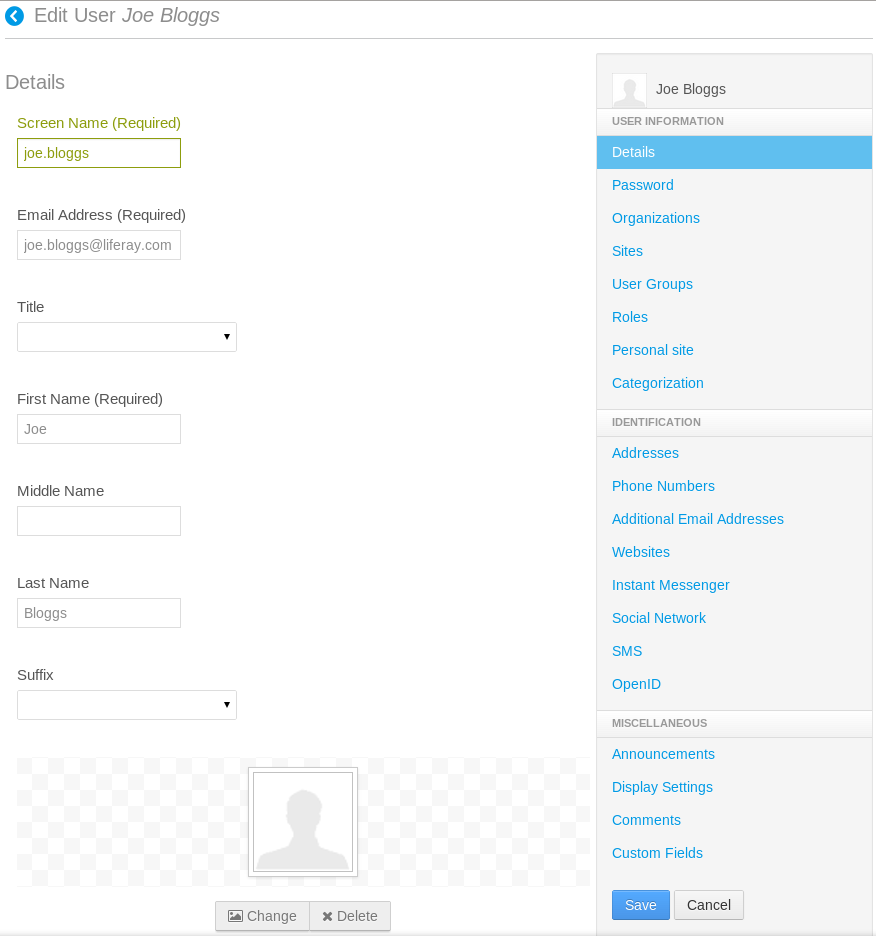 Edit User Joe Bloggs
Details
Screen Name (Required)
joe.bloggs
Email Address (Required)
joe.bloggs@liferay.com
Title
First Name (Required)
Joe
Middle Name
Last Name
Bloggs
Suffix
Change
Delete
Joe Bloggs
USER INFORMATION
Details
Password
Organizations
Sites
User Groups
Roles
Personal site
Categorization
IDENTIFICATION
Addresses
Phone Numbers
Additional Email Addresses
Websites
Instant Messenger
Social Network
SMS
OpenID
MISCELLANEOUS
Announcements
Display Settings
Comments
Custom Fields
Save
Cancel